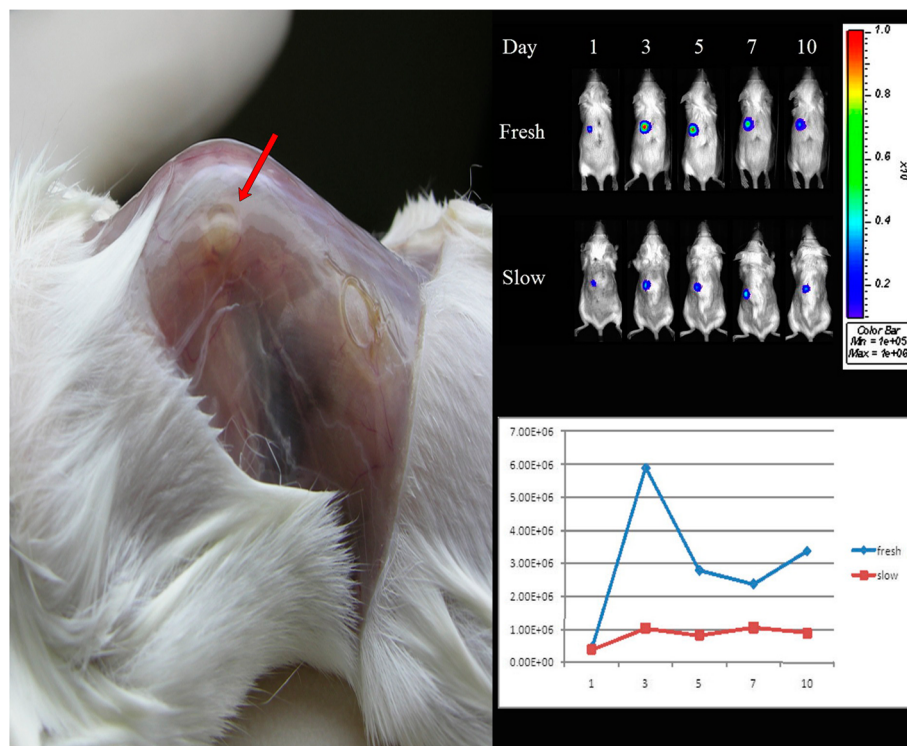 Day 1 3 5 7 10
Fresh
Slow
1.0
0.8
0.6
0.4
0.2
Color Bar
Min = 1e+05
Max = 1e+06
7.00E+06
6.00E+06
5.00E+06
4.00E+06
3.00E+06
2.00E+06
1.00E+06
0.00E+00
1 3 5 7 10
fresh
slow